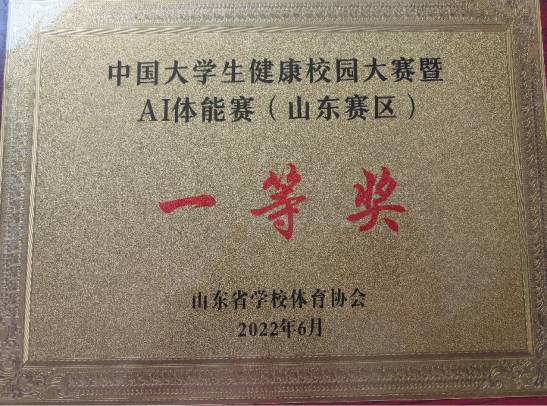 中国大学生健康校园大赛暨
AI体能赛（山东赛区）
一等奖
山东省学校体育协会
2022年6月